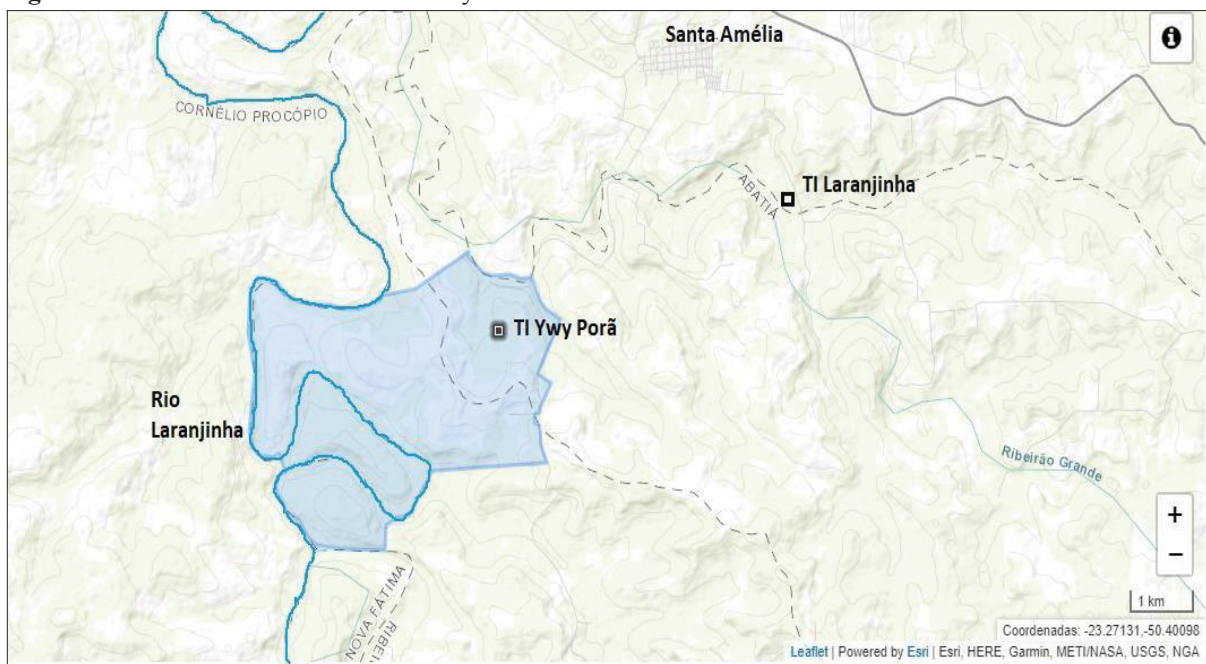 Santa Amélia
CORNÉLIO PROCÓPIO
TI Laranjinha
ABATIÁ
TI Ywy Porã
Rio
Laranjinha
Ribeirão Grande
+
−
NOVA FÁTIMA
RIBEI
1 km
Coordenadas: -23.27131,-50.40098
Leaflet | Powered by Esri | Esri, HERE, Garmin, METI/NASA, USGS, NGA